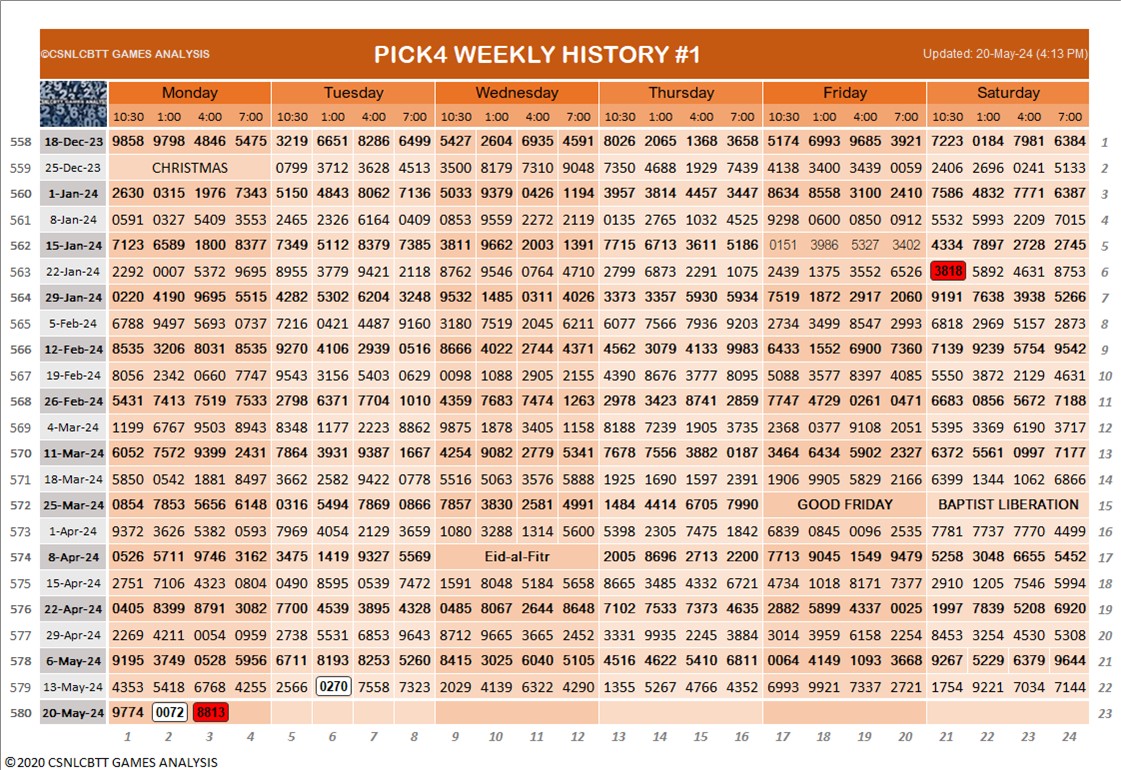 ©CSNLCBTT GAMES ANALYSIS PICK4 WEEKLY HISTORY #1 Updated: 20-May-24 (4:13 PM)
Monday Tuesday Wednesday Thursday Friday Saturday
10:30 1:00 4:00 7:00 10:30 1:00 4:00 7:00 10:30 10:00 4:00 7:00 10:30 1:00 4:00 7:00 10:30 1:00 4:00 7:00 10:30 1:00 4:00 7:00
558 18-Dec-23 9858 9798 4846 5475 3219 6651 8286 6499 5427 2604 6935 4591 8026 2065 1368 3658 5174 6993 9685 3921 7223 0184 7981 6384 1
559 25-Dec-23 CHRISTMAS 0799 3712 3628 4513 3500 8179 7310 9048 7350 4688 1929 7439 4138 3400 3439 0059 2406 2696 0241 5133 2
560 1-Jan-24 2630 0315 1976 7343 5150 4843 8062 7136 5033 9379 0426 1194 3957 3814 4457 3447 8634 8558 3100 2410 7586 4832 7771 6387 3
561 8-Jan-24 0591 0327 5409 3553 2465 2326 6164 0409 0853 9559 2272 2119 0135 2765 1032 4525 9298 0600 0850 0912 5532 5993 2209 7015 4
562 15-Jan-24 7123 6589 1800 8377 7349 5112 8379 7385 3811 9662 2003 1391 7715 6713 3611 5186 0151 3986 5327 3402 4334 7897 2728 2745 5
563 22-Jan-24 2292 0007 5372 9695 8955 3779 9421 2118 8762 9546 0764 4710 2799 6873 2291 1075 2439 1375 3552 6526 3818 5892 4631 8753 6
564 29-Jan-24 0220 4190 9695 5515 4282 5302 6204 3248 9532 1485 0311 4026 3373 3357 5930 5934 7519 1872 2917 2060 9191 7638 3938 5266 7
565 5-Feb-24 6788 9497 5693 0737 7216 0421 4487 9160 3180 7519 2045 6211 6077 7566 7936 9203 2734 3499 8547 2993 6818 2969 5157 2873 8
566 12-Feb-24 8535 3206 8031 8535 9270 4106 2939 0516 8666 4022 2744 4371 4562 3079 4133 9983 6433 1552 6900 7360 7139 9239 5754 9542 9
567 19-Feb-24 8056 2342 0660 7747 9543 3156 5403 0629 0098 1088 2905 2155 4390 8676 3777 8095 5088 3577 8397 4085 5550 3872 2129 4631 10
568 26-Feb-24 5431 7413 7519 7533 2798 6371 7704 1010 4359 7683 7474 1263 2978 3423 8741 2859 7747 4729 0261 0471 6683 0856 5672 7188 11
569 4-Mar-24 1199 6767 9503 8943 8348 1177 2223 8862 9875 1878 3405 1158 8188 7239 1905 3735 2368 0377 9108 2051 5395 3369 6190 3717 12
570 11-Mar-24 6052 7572 9399 2431 7864 3931 9387 1667 4254 9082 2779 5341 7678 7556 3882 0187 3464 6434 5902 2327 6372 5561 0997 7177 13
571 18-Mar-24 5850 0542 1881 8497 3662 2582 9422 0778 5516 5063 3576 5888 1925 1690 1597 2391 1906 9905 5829 2166 6399 1344 1062 6866 14
572 25-Mar-24 0854 7853 5656 6148 0316 5494 7869 0866 7857 3830 2581 4991 1484 4414 6705 7990 GOOD FRIDAY BAPTIST LIBERATION 15
573 1-Apr-24 9372 3626 5382 0593 7969 4054 2129 3659 1080 3288 1314 5600 5398 2305 7475 1842 6839 0845 0096 2535 7781 7737 7770 4499 16
574 8-Apr-24 0526 5711 9746 3162 3475 1419 9327 5569 Eid-al-Fitr 2005 8696 2713 2200 7713 9045 1549 9479 5258 3048 6655 5452 17
575 15-Apr-24 2751 7106 4323 0804 0490 8595 0539 7472 1591 8048 5184 5658 8665 3485 4332 6721 4734 1018 8171 7377 2910 1205 7546 5994 18
576 22-Apr-24 0405 8399 8791 3082 7700 4539 3895 4328 0485 8067 2644 8648 7102 7533 7373 4635 2882 5899 4337 0025 1997 7839 5208 6920 19
577 29-Apr-24 2269 4211 0054 0959 2738 5531 6853 9643 8712 9665 3665 2452 3331 9935 2245 3884 3014 3959 6158 2254 8453 3254 4530 5308 20
578 6-May-24 9195 3749 0528 5956 6711 8193 8253 5260 8415 3025 6040 5105 4516 4622 5410 6811 0064 4149 1093 3668 9267 5229 6379 9644 21
579 13-May-24 4353 5418 6768 4255 2566 0270 7558 7323 2029 4139 6322 4290 1355 5267 4766 4352 6993 9921 7337 2721 1754 9221 7034 7144 22
580 20-May-24 9774 0072 8813 23
1 2 3 4 5 6 7 8 9 10 11 12 13 14 15 16 17 18 19 20 21 22 23 24
©2020 CSNLCBTT GAMES ANALYSIS